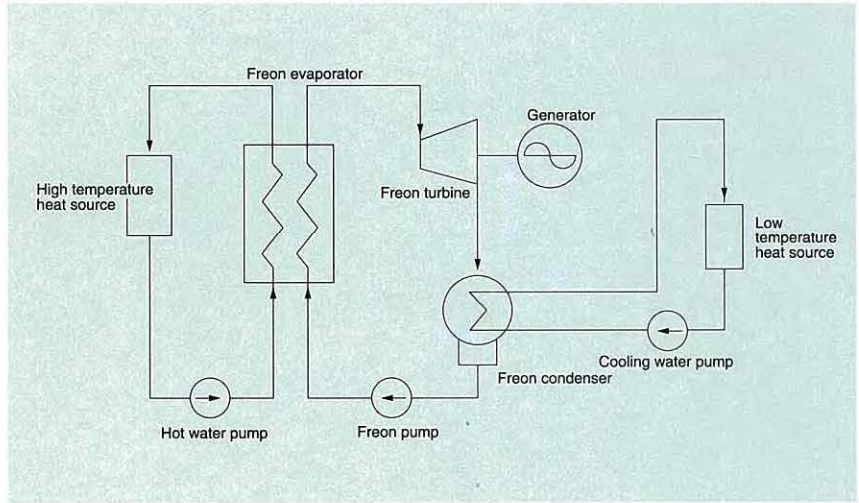 Freon evaporator
Generator
High temperature
heat source
Freon turbine
Low
temperature
heat source
Cooling water pump
Freon condenser
Hot water pump
Freon pump